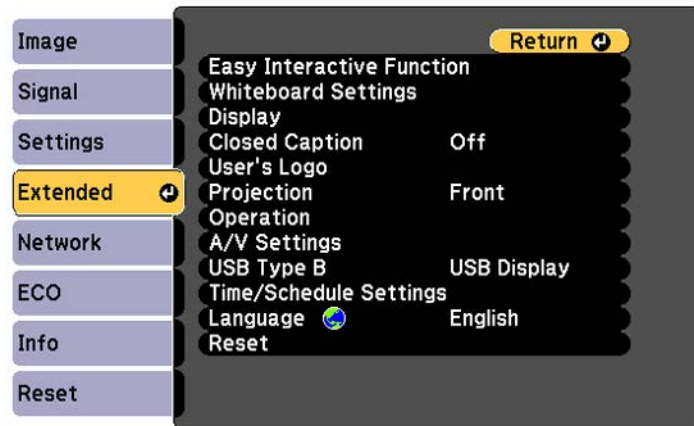 Image
Signal
Settings
Extended
Network
ECO
Info
Reset
Return
Easy Interactive Function
Whiteboard Settings
Display
Closed Caption Off
User's Logo
Projection Front
Operation
A/V Settings
USB Type B USB Display
Time/Schedule Settings
Language English
Reset